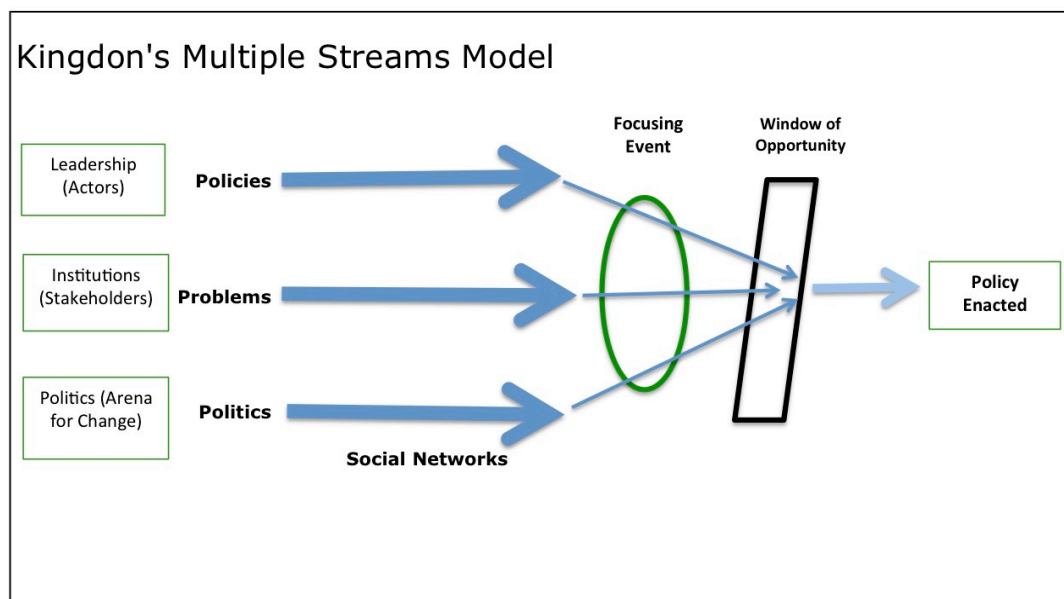 Kingdon's Multiple Streams Model
Focusing
Event
Window of
Opportunity
Leadership
(Actors)
Policies
Institutions
(Stakeholders)
Problems
Policy
Enacted
Politics (Arena
for Change)
Politics
Social Networks